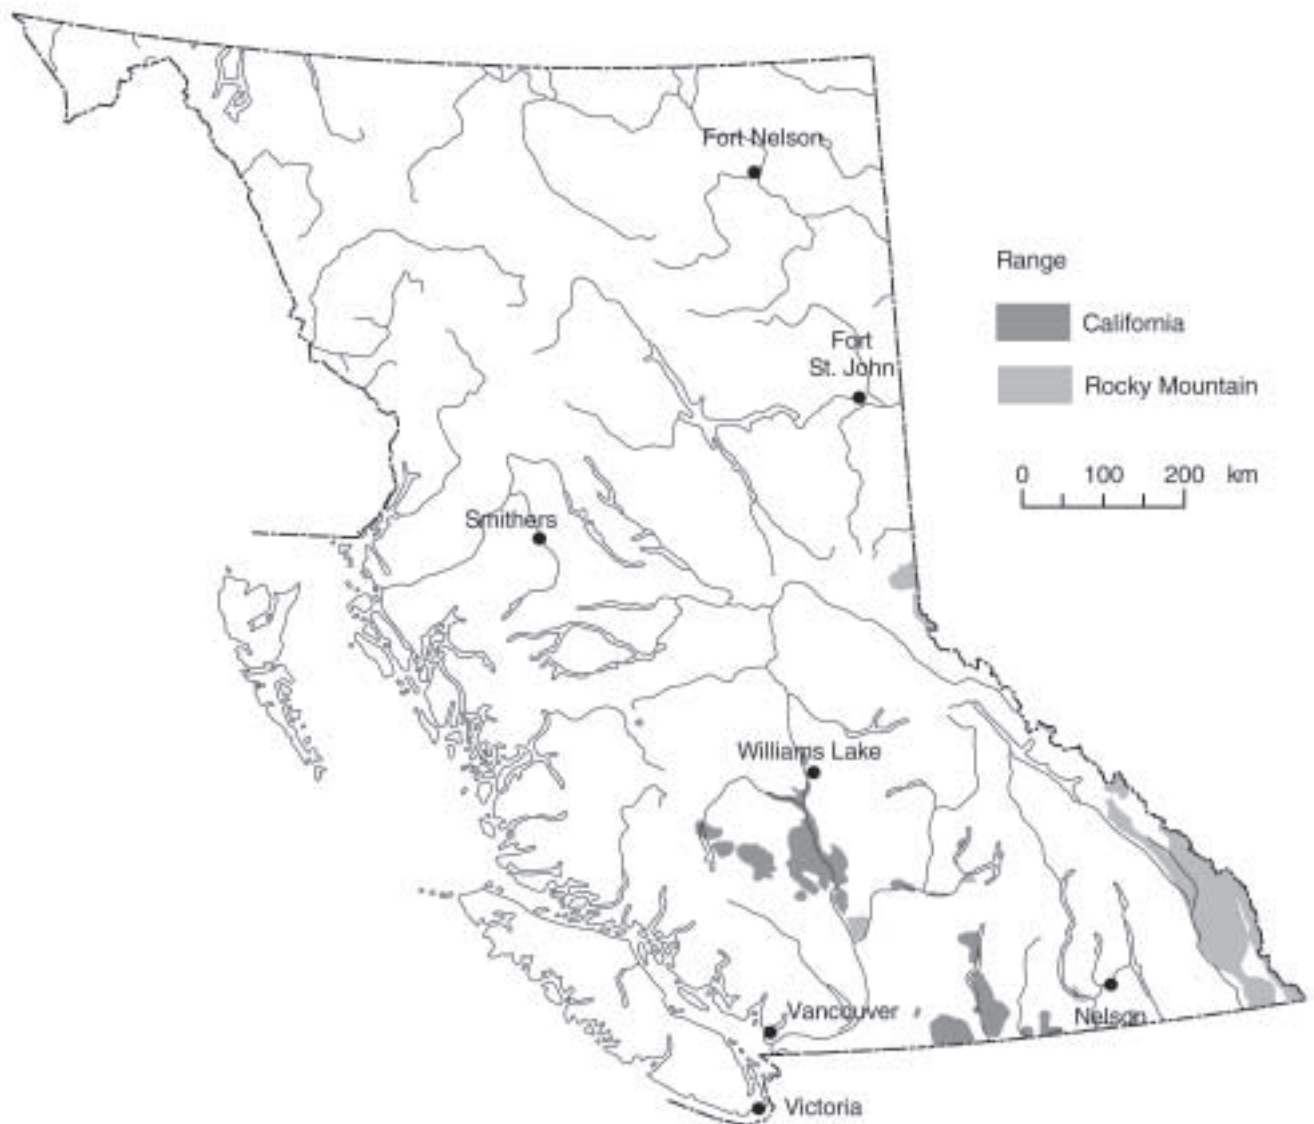 Fort Nelson
Range
California
Fort
St. John
Rocky Mountain
0 100 200 km
Smithers
Williams Lake
Vancouver
Nelson
Victoria